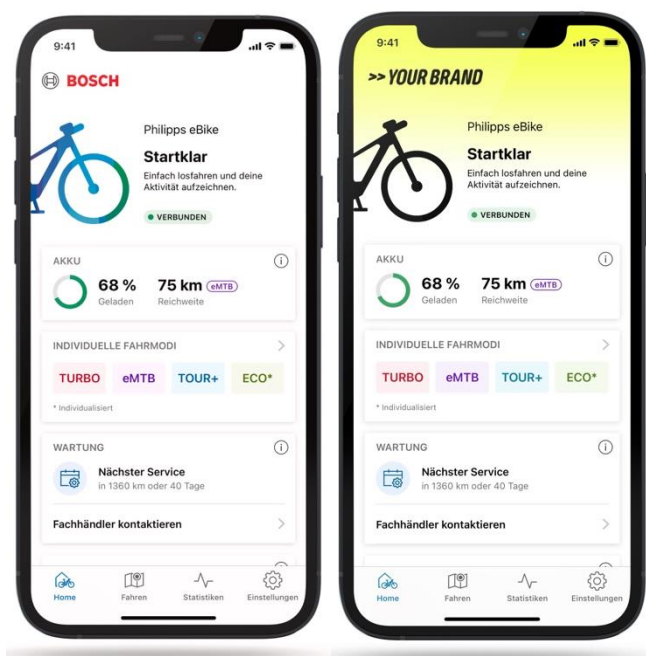 9:41
BOSCH
Philipps eBike
Startklar
Einfach losfahren und deine
Aktivität aufzeichnen.
VERBUNDEN
AKKU
68 % 75 km eMTB
Geladen Reichweite
INDIVIDUELLE FAHRMODI
TURBO eMTB TOUR+ ECO*
* Individualisiert
WARTUNG
Nächster Service
in 1360 km oder 40 Tage
Fachhändler kontaktieren
Home Fahren Statistiken Einstellungen
9:41
>> YOUR BRAND
Philipps eBike
Startklar
Einfach losfahren und deine
Aktivität aufzeichnen.
VERBUNDEN
AKKU
68 % 75 km eMTB
Geladen Reichweite
INDIVIDUELLE FAHRMODI
TURBO eMTB TOUR+ ECO*
* Individualisiert
WARTUNG
Nächster Service
in 1360 km oder 40 Tage
Fachhändler kontaktieren
Home Fahren Statistiken Einstellungen